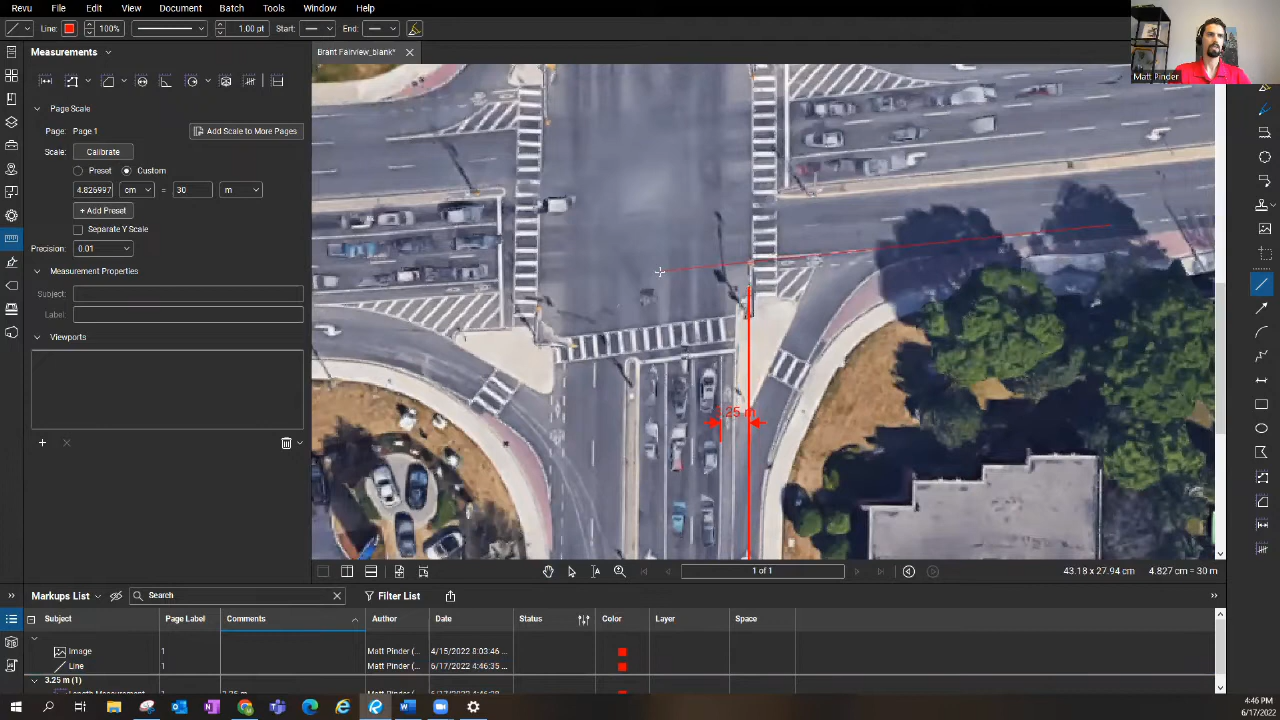 Revu File Edit View Document Batch Tools Window Help
Line: 100% 1.00 pt Start: End:
Measurements
Brant Fairview_blank*
Matt Pinder
Page Scale
Page: Page 1 Add Scale to More Pages
Scale: Calibrate
Preset Custom
4.826997 cm = 30 m
+ Add Preset
Separate Y Scale
Precision: 0.01
Measurement Properties
Subject:
Label:
Viewports
3.25 m
1 of 1
43.18 x 27.94 cm 4.827 cm = 30 m
Markups List Search Filter List
Subject Page Label Comments Author Date Status Color Layer Space
Image 1 Matt Pinder (... 4/15/2022 8:03:46 ...
Line 1 Matt Pinder (... 6/17/2022 4:46:35 ...
3.25 m (1)
4:46 PM
6/17/2022